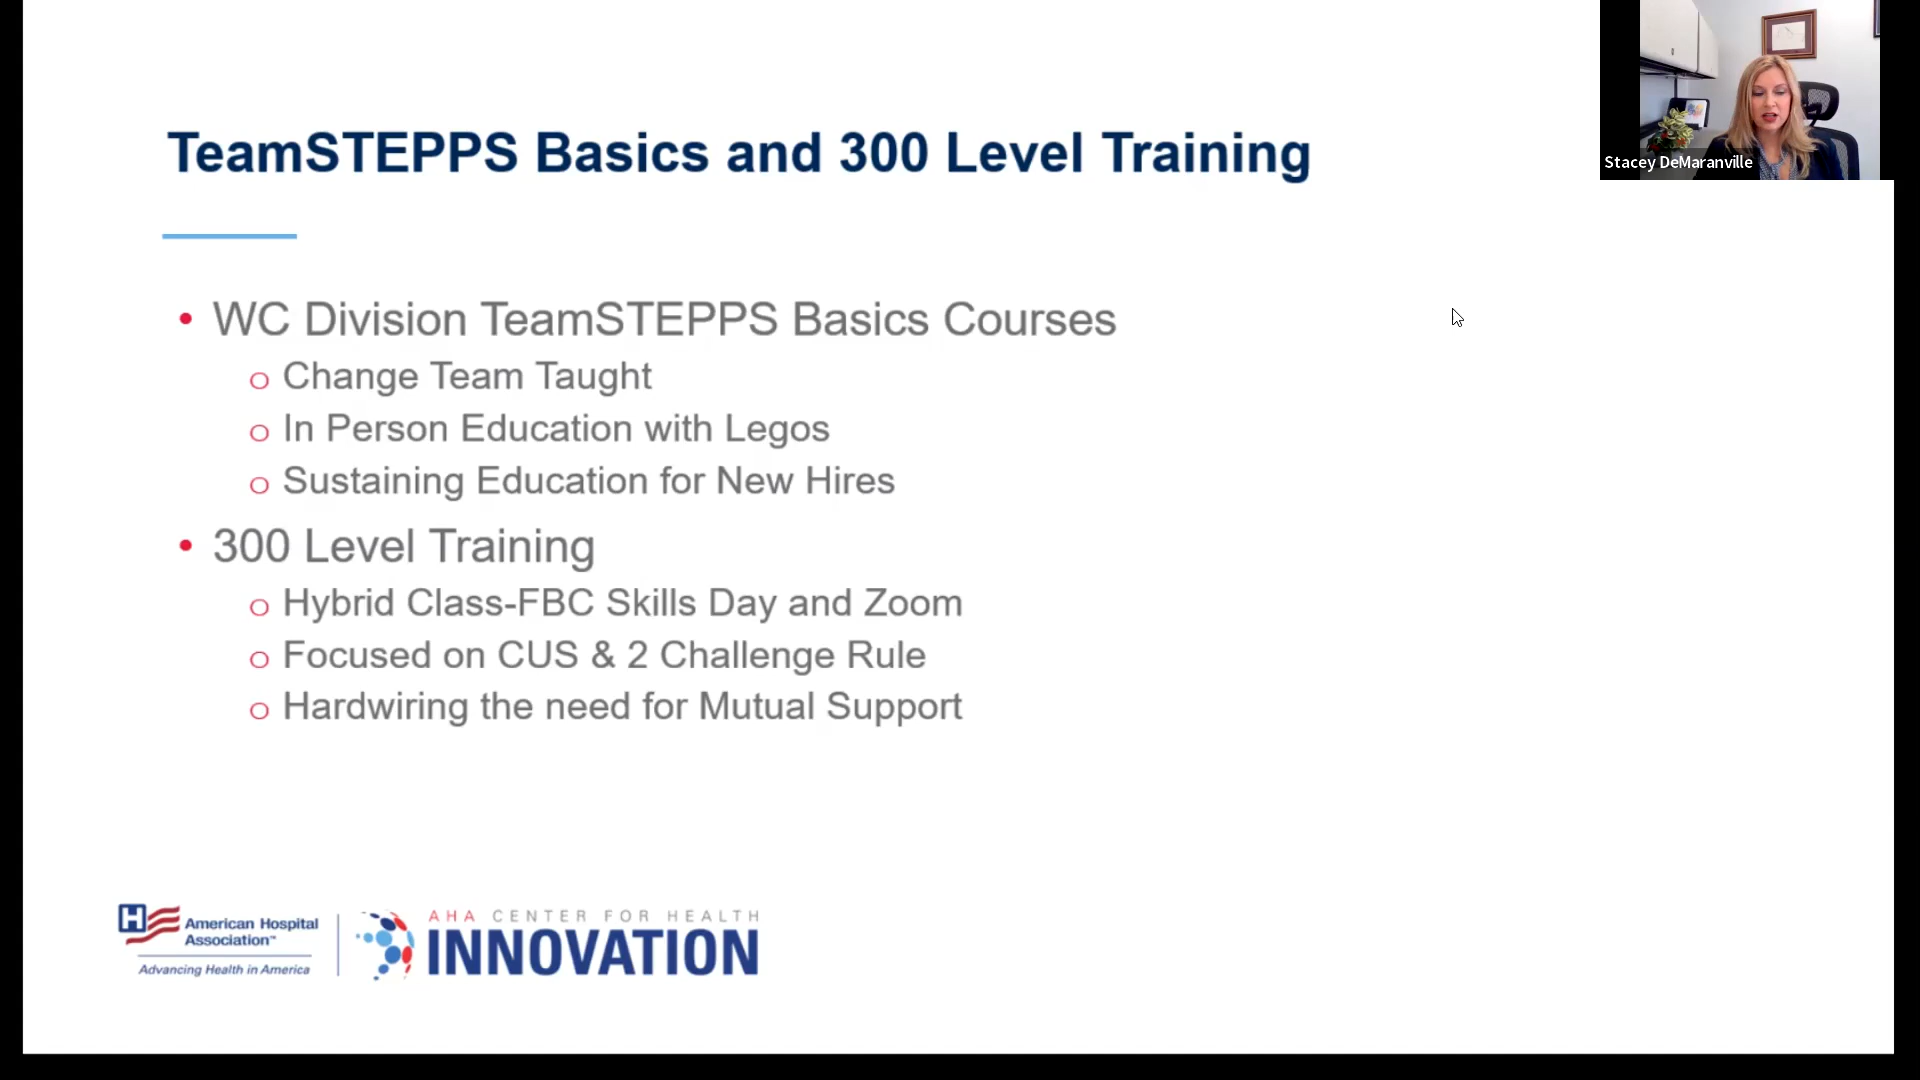 TeamSTEPPS Basics and 300 Level Training
Stacey DeMaranville
• WC Division TeamSTEPPS Basics Courses
o Change Team Taught
o In Person Education with Legos
o Sustaining Education for New Hires
• 300 Level Training
o Hybrid Class-FBC Skills Day and Zoom
o Focused on CUS & 2 Challenge Rule
o Hardwiring the need for Mutual Support
H American Hospital
Association™
Advancing Health in America
AHA CENTER FOR HEALTH
INNOVATION